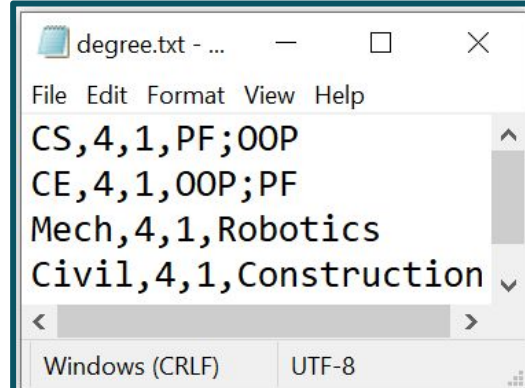 degree.txt - ...
File Edit Format View Help
CS,4,1,PF;OOP
CE,4,1,OOP;PF
Mech,4,1,Robotics
Civil,4,1,Construction
Windows (CRLF) UTF-8